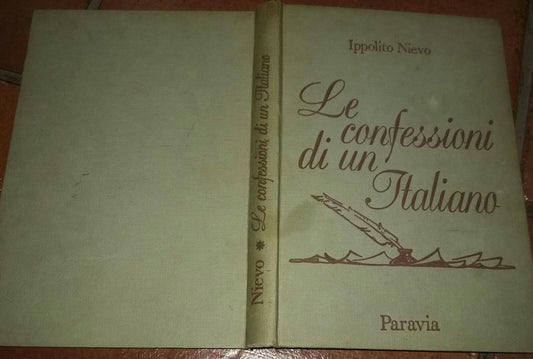 Nievo * Le confessioni di un Italiano
Ippolito Nievo
Le
confessioni
di un
Italiano
Paravia